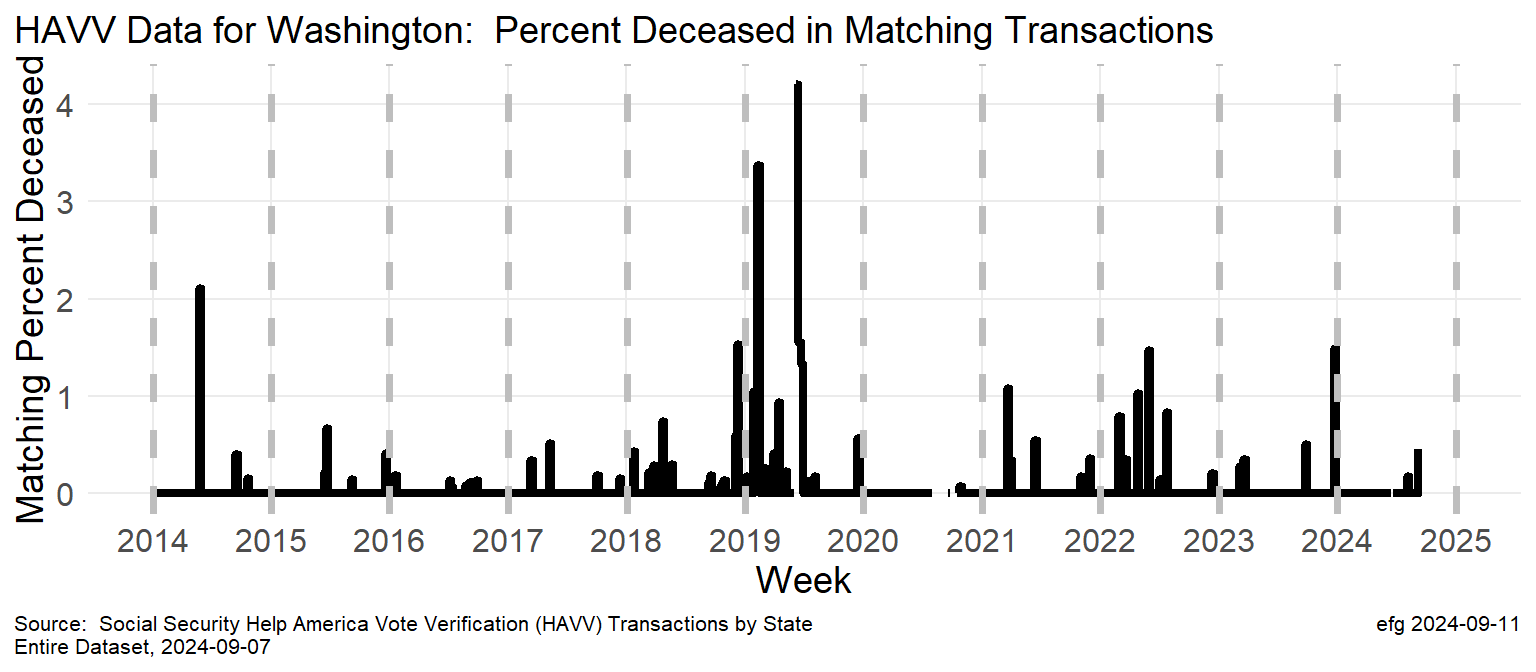 HAVV Data for Washington:  Percent Deceased in Matching Transactions
Matching Percent Deceased
4
3
2
1
0
2014 2015 2016 2017 2018 2019 2020 2021 2022 2023 2024 2025
Week
Source:  Social Security Help America Vote Verification (HAVV) Transactions by State
Entire Dataset, 2024-09-07
efg 2024-09-11